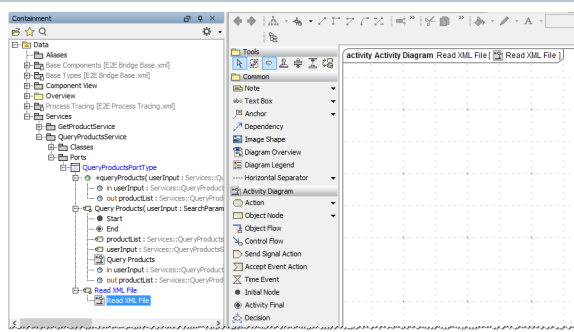 Containment
Data
Aliases
Base Components [E2E Bridge Base.xml]
Base Types [E2E Bridge Base.xml]
Component View
Overview
Process Tracing [E2E Process Tracing.xml]
Services
GetProductService
QueryProductsService
Classes
Ports
QueryProductsPortType
+queryProducts( userInput : Services::Qu
in userInput : Services::QueryProduct
out productList : Services::QueryProd
Query Products( userInput : SearchParam
Start
End
productList : Services::QueryProducts
userInput : Services::QueryProductsS
Query Products
in userInput : Services::QueryProduct
out productList : Services::QueryProd
Read XML File
Read XML File
Tools
Common
Note
abc Text Box
Anchor
Dependency
Image Shape
Diagram Overview
Diagram Legend
Horizontal Separator
Activity Diagram
Action
Object Node
Object Flow
Control Flow
Send Signal Action
Accept Event Action
Time Event
Initial Node
Activity Final
Decision
activity Activity Diagram Read XML File [ Read XML File ]